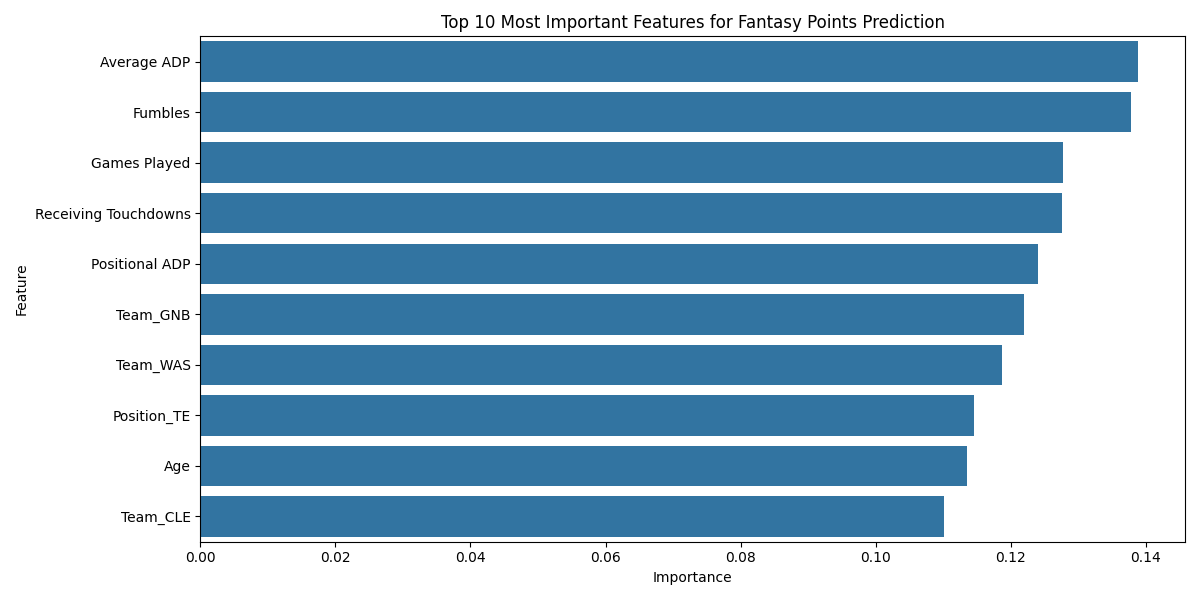 Top 10 Most Important Features for Fantasy Points Prediction
Average ADP
Fumbles
Games Played
Receiving Touchdowns
Positional ADP
Team_GNB
Team_WAS
Position_TE
Age
Team_CLE
Feature
0.00 0.02 0.04 0.06 0.08 0.10 0.12 0.14
Importance